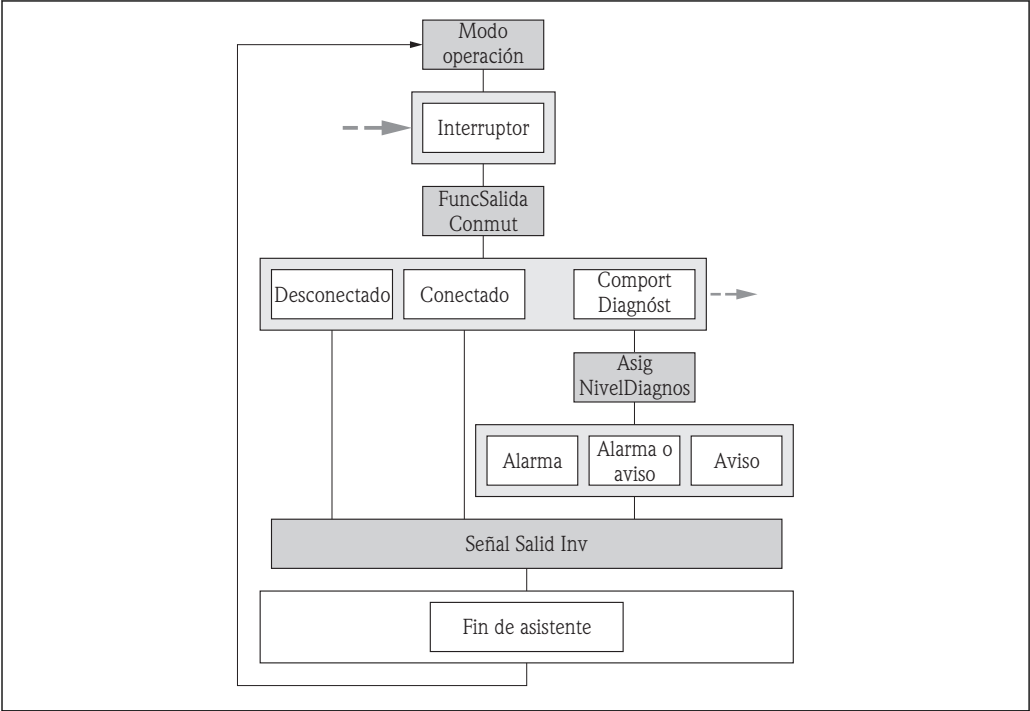 Modo
operación
Interruptor
FuncSalida
Conmut
Desconectado
Conectado
Comport
Diagnóst
Asig
NivelDiagnos
Alarma
Alarma o
aviso
Aviso
Señal Salid Inv
Fin de asistente